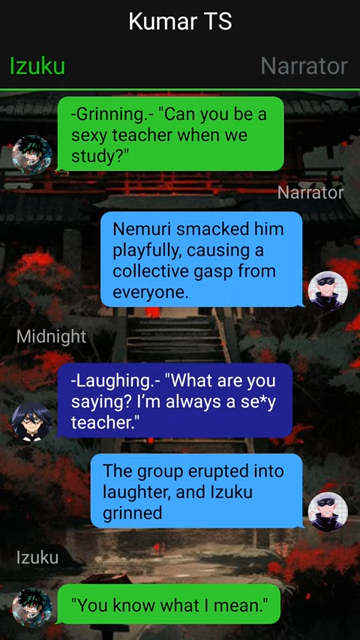 Kumar TS
Izuku
Narrator
-Grinning.- "Can you be a
sexy teacher when we
study?"
Narrator
Nemuri smacked him
playfully, causing a
collective gasp from
everyone.
Midnight
-Laughing.- "What are you
saying? I'm always a se*y
teacher."
The group erupted into
laughter, and Izuku
grinned
Izuku
"You know what I mean."